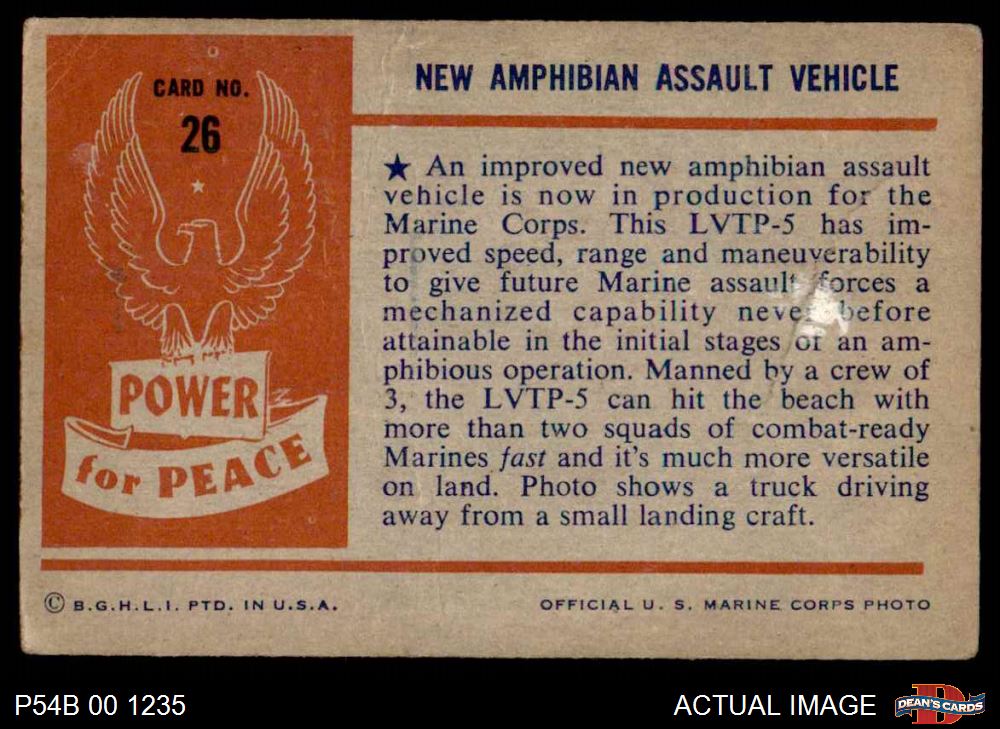 CARD NO.
26
POWER
for PEACE
NEW AMPHIBIAN ASSAULT VEHICLE
★ An improved new amphibian assault
vehicle is now in production for the
Marine Corps. This LVTP-5 has im-
proved speed, range and maneuverability
to give future Marine assault forces a
mechanized capability never before
attainable in the initial stages of an am-
phibious operation. Manned by a crew of
3, the LVTP-5 can hit the beach with
more than two squads of combat-ready
Marines fast and it's much more versatile
on land. Photo shows a truck driving
away from a small landing craft.
© B.G.H.L.I. PTD. IN U.S.A.
OFFICIAL U. S. MARINE CORPS PHOTO
P54B 00 1235
ACTUAL IMAGE
D
DEAN'S CARDS